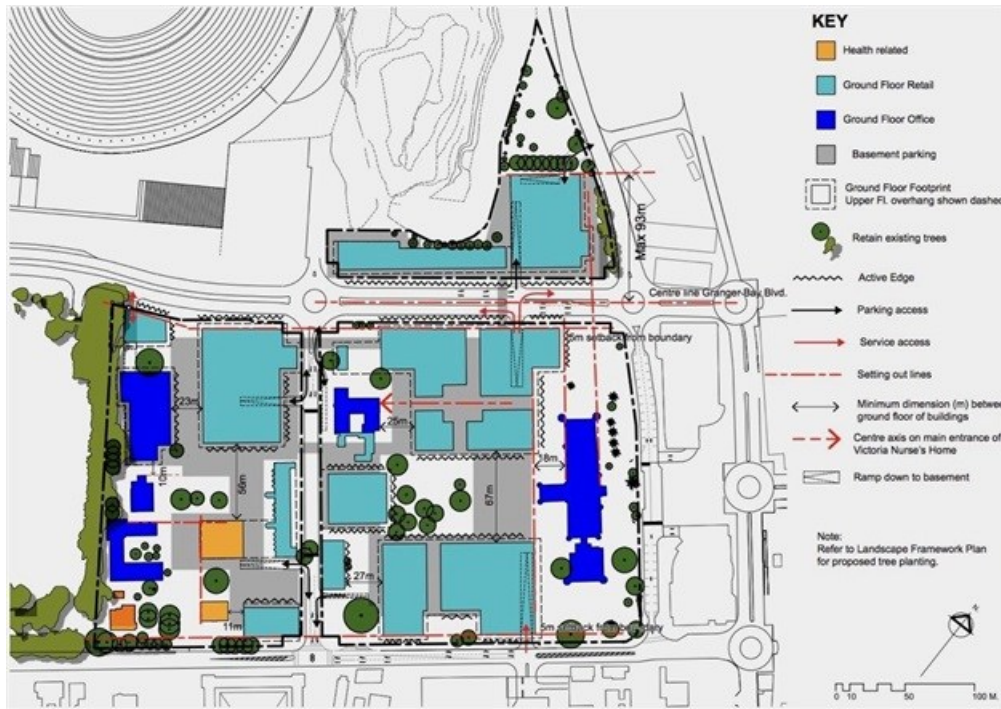 KEY
Health related
Ground Floor Retail
Ground Floor Office
Basement parking
Ground Floor Footprint
Upper Fl. overhang shown dashed
Retain existing trees
Active Edge
Parking access
Service access
Setting out lines
Minimum dimension (m) between
ground floor of buildings
Centre axis on main entrance of
Victoria Nurse's Home
Ramp down to basement
Note:
Refer to Landscape Framework Plan
for proposed tree planting.
N
0 10 50 100 M.
Max 93m
Centre line Granger Bay Blvd.
5m setback from boundary
23m
25m
18m
10m
56m
67m
27m
11m
5m setback from boundary